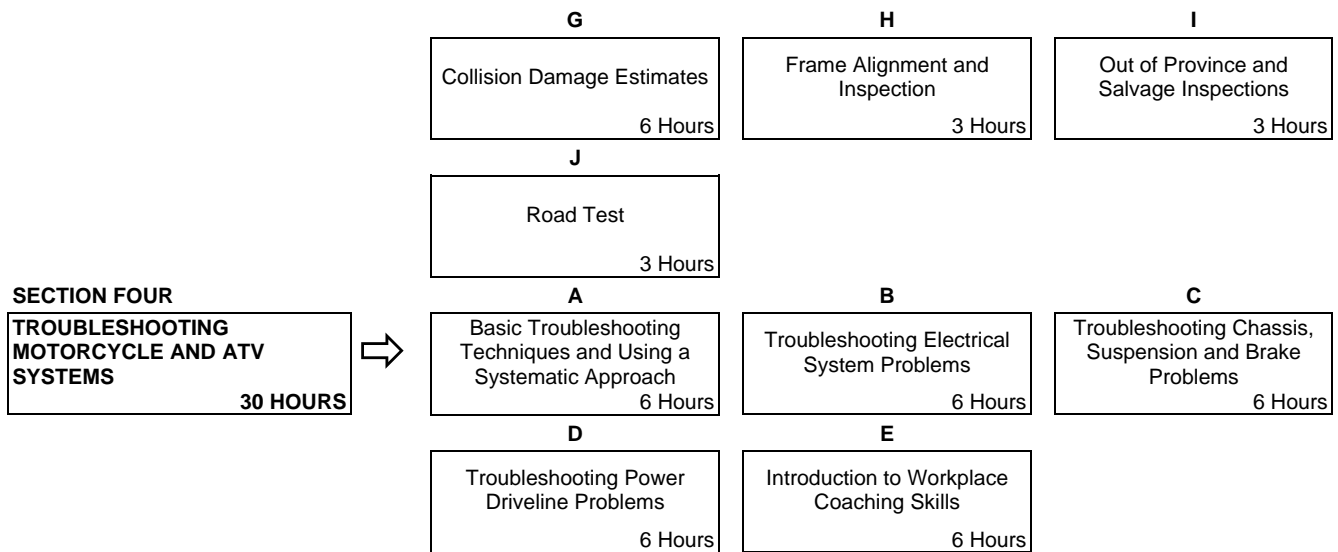 G
Collision Damage Estimates
6 Hours
H
Frame Alignment and
Inspection
3 Hours
I
Out of Province and
Salvage Inspections
3 Hours
J
Road Test
3 Hours
SECTION FOUR
TROUBLESHOOTING
MOTORCYCLE AND ATV
SYSTEMS
30 HOURS
A
Basic Troubleshooting
Techniques and Using a
Systematic Approach
6 Hours
B
Troubleshooting Electrical
System Problems
6 Hours
C
Troubleshooting Chassis,
Suspension and Brake
Problems
6 Hours
D
Troubleshooting Power
Driveline Problems
6 Hours
E
Introduction to Workplace
Coaching Skills
6 Hours